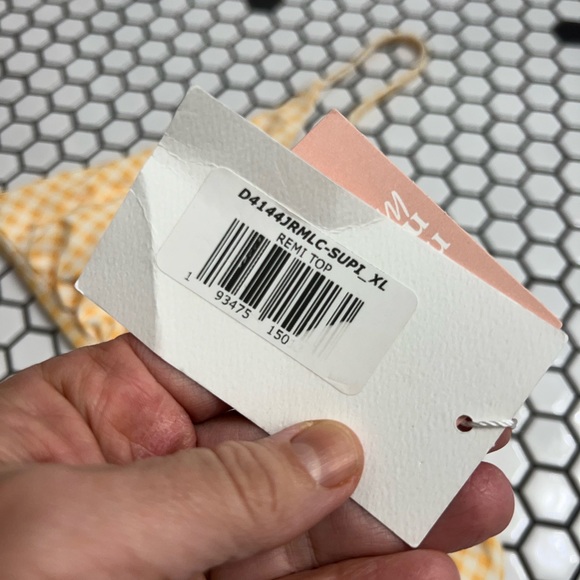 D4144JRMLC-SUPI_XL
REMI TOP
1 93475 150